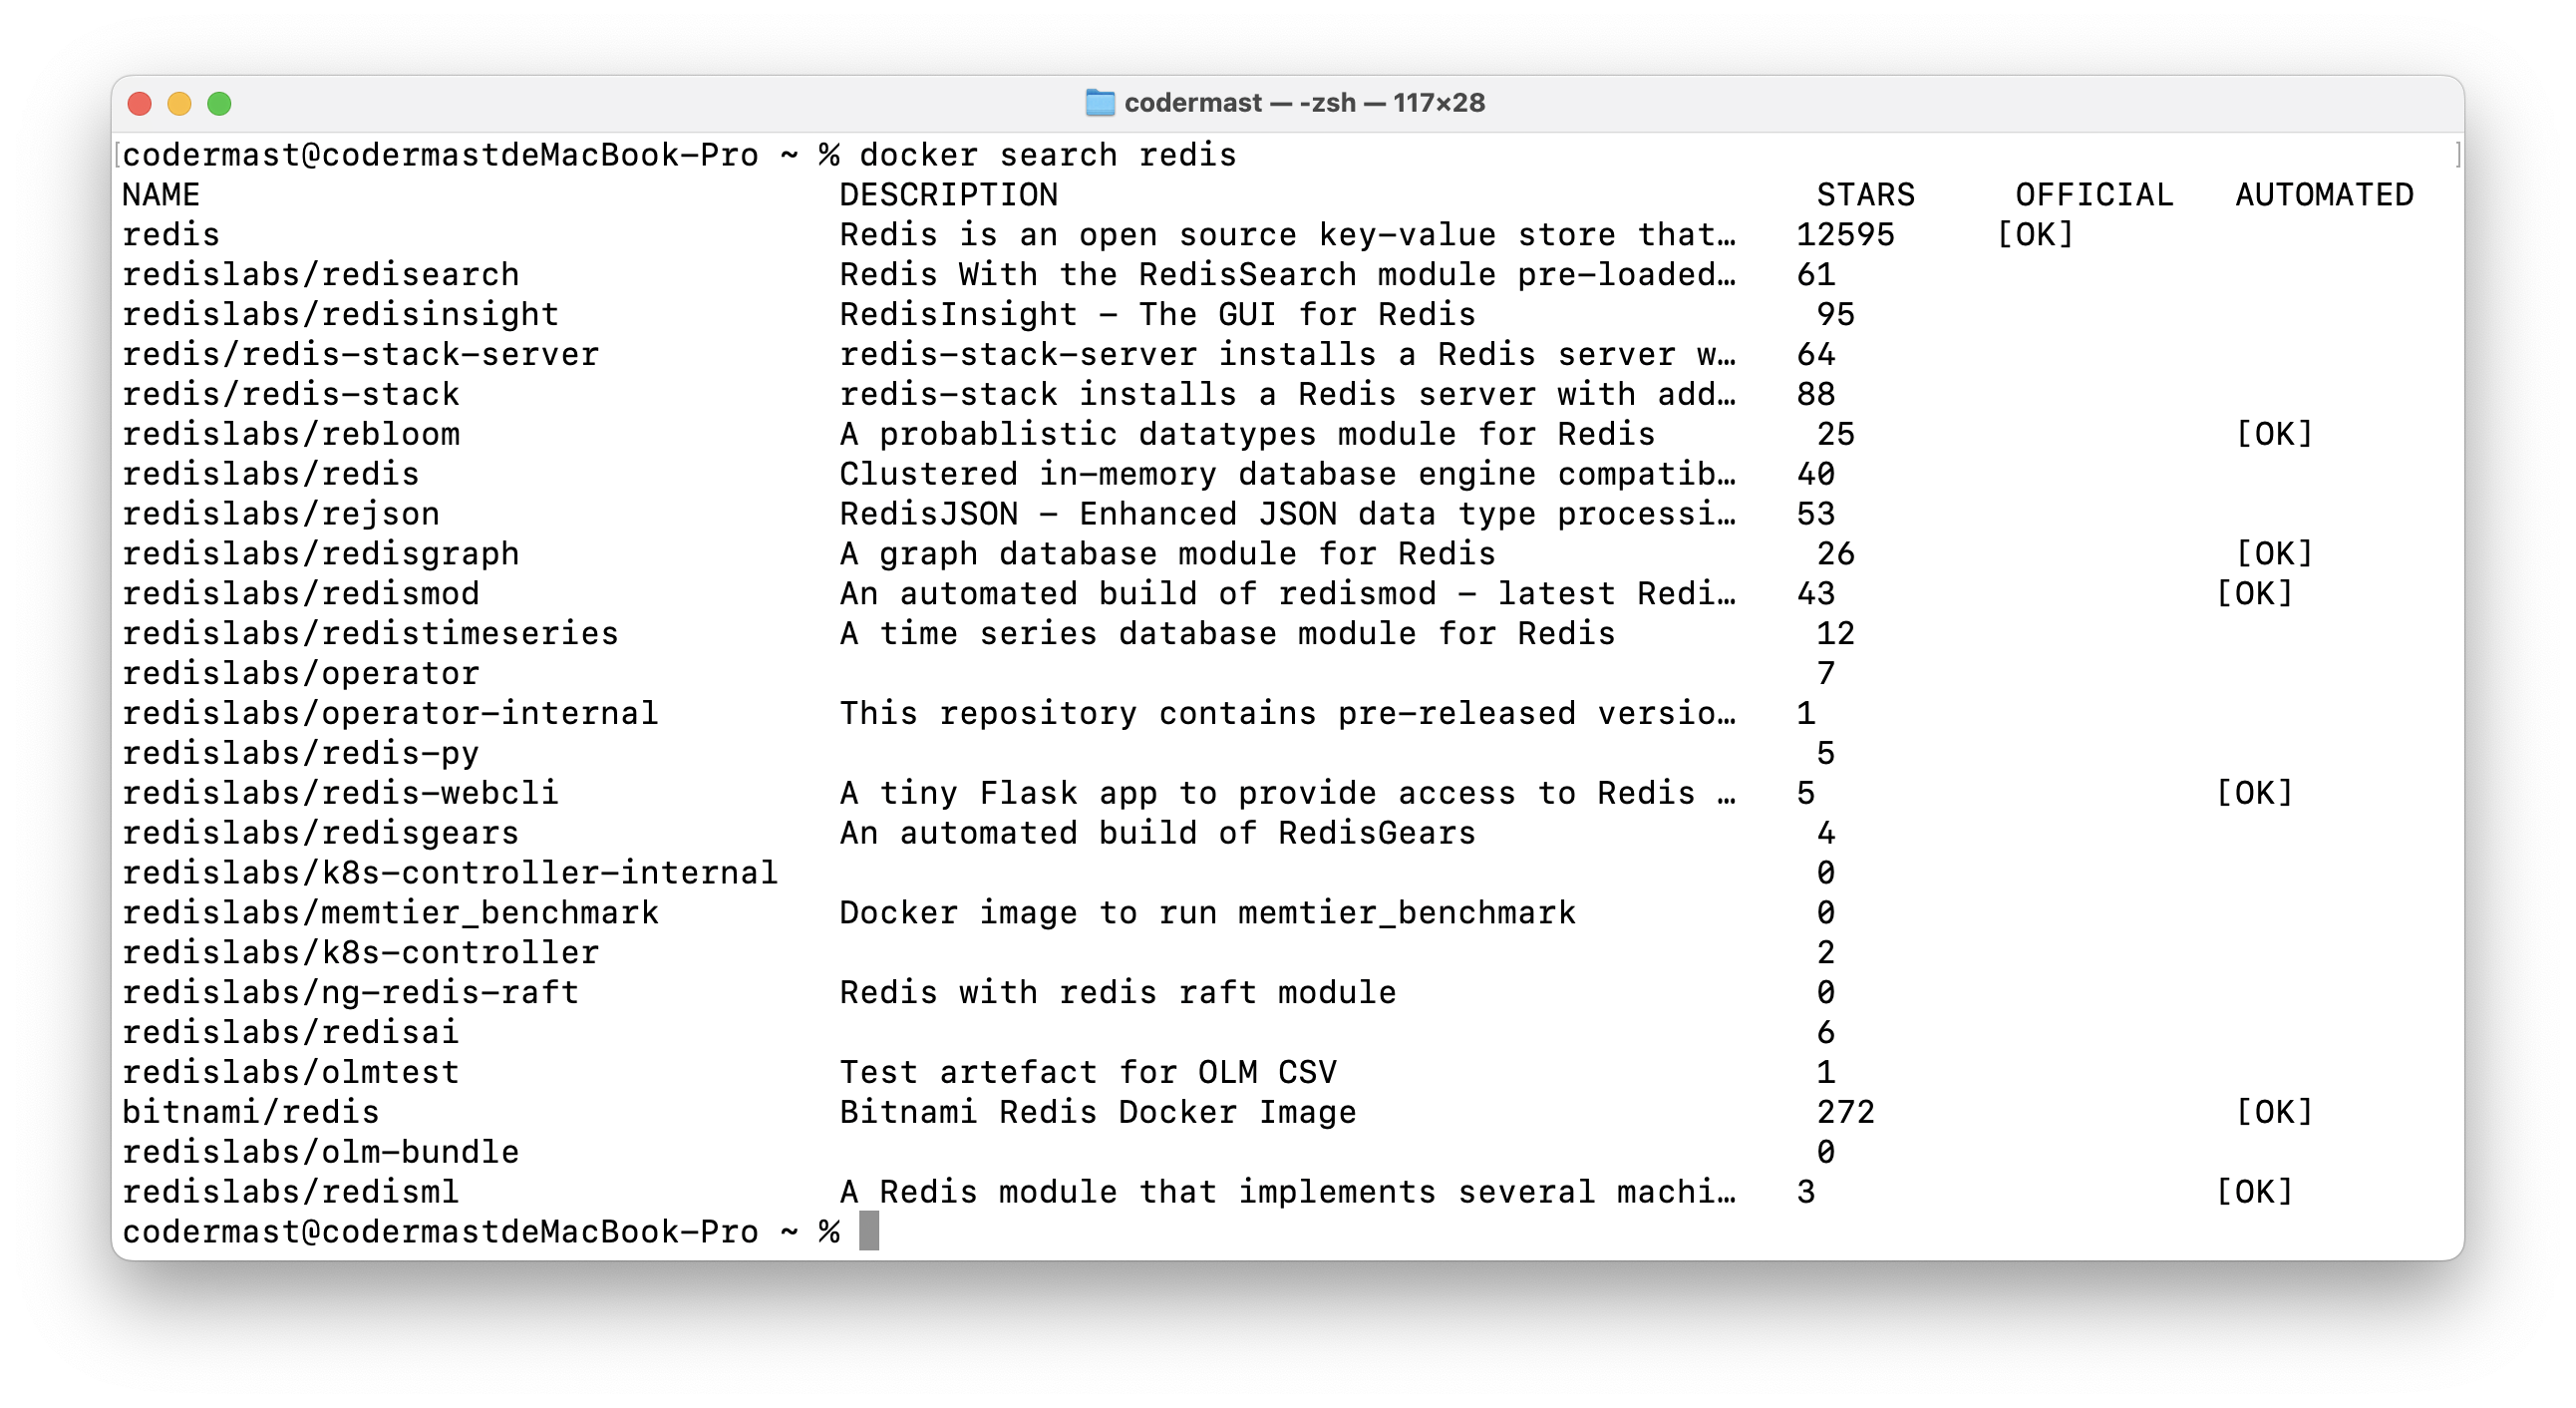 codermast — -zsh — 117×28
[codermast@codermastdeMacBook-Pro ~ % docker search redis ]
NAME DESCRIPTION STARS OFFICIAL AUTOMATED
redis Redis is an open source key-value store that… 12595 [OK]
redislabs/redisearch Redis With the RedisSearch module pre-loaded… 61
redislabs/redisinsight RedisInsight - The GUI for Redis 95
redis/redis-stack-server redis-stack-server installs a Redis server w… 64
redis/redis-stack redis-stack installs a Redis server with add… 88
redislabs/rebloom A probablistic datatypes module for Redis 25 [OK]
redislabs/redis Clustered in-memory database engine compatib… 40
redislabs/rejson RedisJSON - Enhanced JSON data type processi… 53
redislabs/redisgraph A graph database module for Redis 26 [OK]
redislabs/redismod An automated build of redismod - latest Redi… 43 [OK]
redislabs/redistimeseries A time series database module for Redis 12
redislabs/operator 7
redislabs/operator-internal This repository contains pre-released versio… 1
redislabs/redis-py 5
redislabs/redis-webcli A tiny Flask app to provide access to Redis … 5 [OK]
redislabs/redisgears An automated build of RedisGears 4
redislabs/k8s-controller-internal 0
redislabs/memtier_benchmark Docker image to run memtier_benchmark 0
redislabs/k8s-controller 2
redislabs/ng-redis-raft Redis with redis raft module 0
redislabs/redisai 6
redislabs/olmtest Test artefact for OLM CSV 1
bitnami/redis Bitnami Redis Docker Image 272 [OK]
redislabs/olm-bundle 0
redislabs/redisml A Redis module that implements several machi… 3 [OK]
codermast@codermastdeMacBook-Pro ~ %